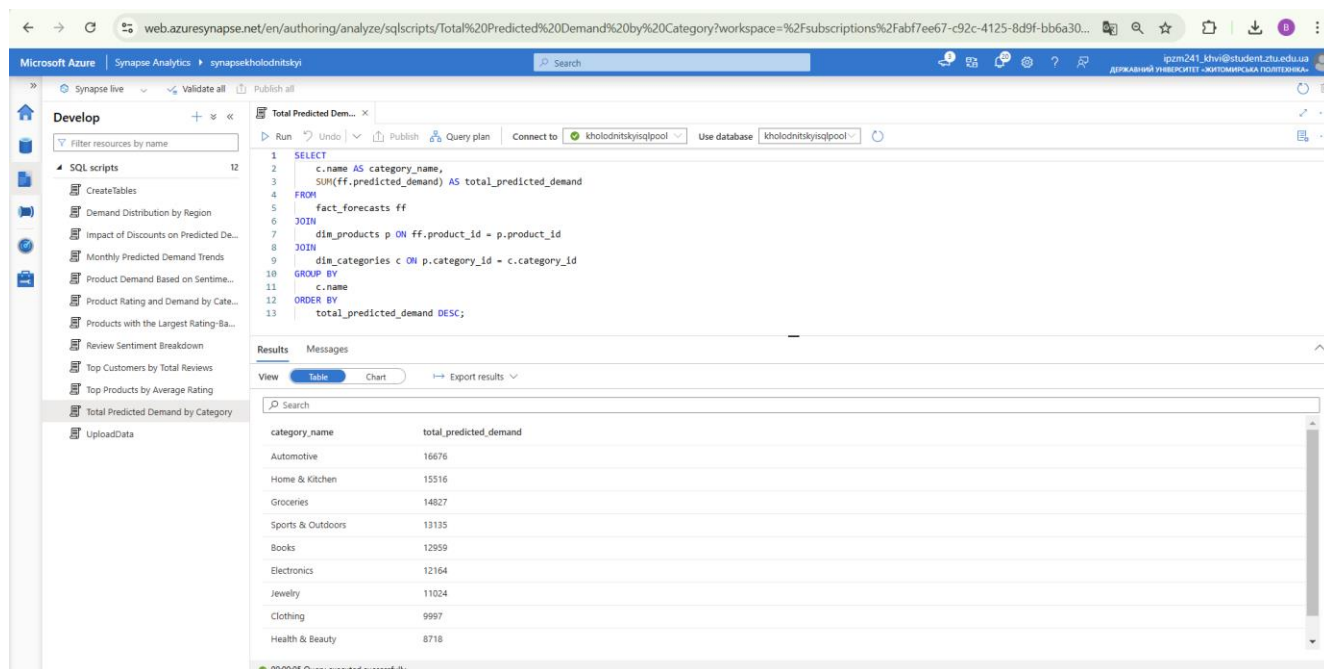 web.azuresynapse.net/en/authoring/analyze/sqlscripts/Total%20Predicted%20Demand%20by%20Category?workspace=%2Fsubscriptions%2Fabf7ee67-c92c-4125-8d9f-bb6a30...
B
Microsoft Azure | Synapse Analytics ▸ synapsekholodnitskyi
Search
ipzm241_khvi@student.ztu.edu.ua
ДЕРЖАВНИЙ УНІВЕРСИТЕТ «ЖИТОМИРСЬКА ПОЛІТЕХНІКА»
Synapse live Validate all Publish all
Develop
Filter resources by name
SQL scripts 12
CreateTables
Demand Distribution by Region
Impact of Discounts on Predicted De...
Monthly Predicted Demand Trends
Product Demand Based on Sentime...
Product Rating and Demand by Cate...
Products with the Largest Rating-Ba...
Review Sentiment Breakdown
Top Customers by Total Reviews
Top Products by Average Rating
Total Predicted Demand by Category
UploadData
Total Predicted Dem...
Run Undo Publish Query plan Connect to kholodnitskyisqlpool Use database kholodnitskyisqlpool
1 SELECT
2 c.name AS category_name,
3 SUM(ff.predicted_demand) AS total_predicted_demand
4 FROM
5 fact_forecasts ff
6 JOIN
7 dim_products p ON ff.product_id = p.product_id
8 JOIN
9 dim_categories c ON p.category_id = c.category_id
10 GROUP BY
11 c.name
12 ORDER BY
13 total_predicted_demand DESC;
Results Messages
View Table Chart Export results
Search
category_name total_predicted_demand
Automotive 16676
Home & Kitchen 15516
Groceries 14827
Sports & Outdoors 13135
Books 12959
Electronics 12164
Jewelry 11024
Clothing 9997
Health & Beauty 8718
00:00:05 Query executed successfully.